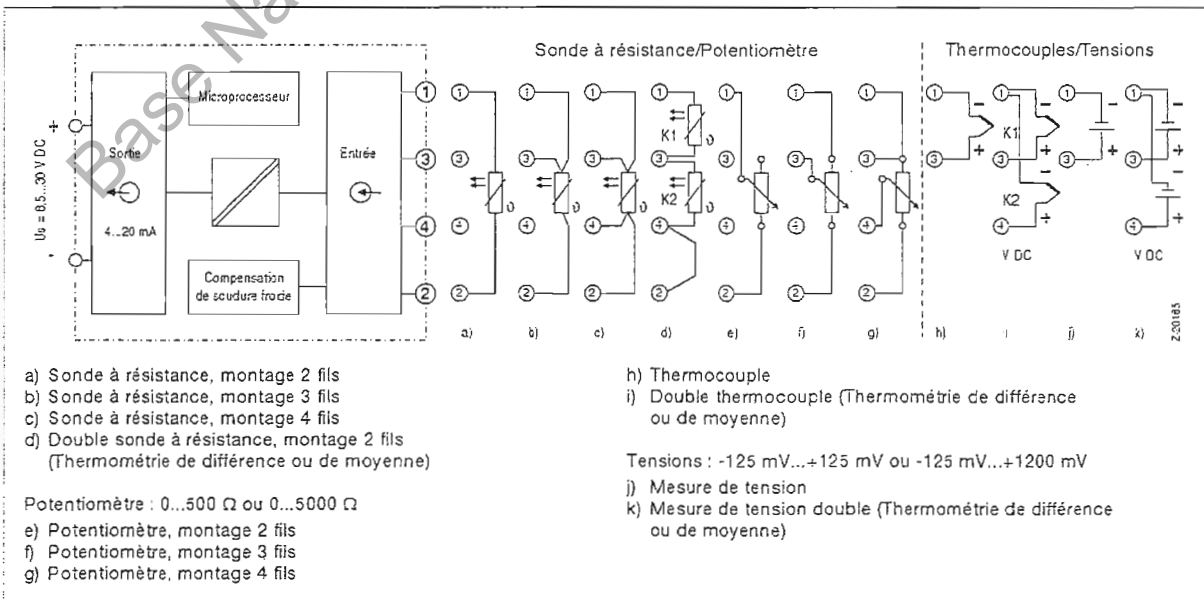 Base Na
Sonde à résistance/Potentiomètre
Thermocouples/Tensions
Microprocesseur
Sortie
Entrée
4...20 mA
Us = 8,5...30 V DC
+
-
Compensation
de soudure froide
1
3
4
2
K1
K2
K1
K2
V DC
V DC
a) b) c) d) e) f) g) h) i j) k)
Z-20165
a) Sonde à résistance, montage 2 fils
b) Sonde à résistance, montage 3 fils
c) Sonde à résistance, montage 4 fils
d) Double sonde à résistance, montage 2 fils
(Thermométrie de différence ou de moyenne)
Potentiomètre : 0...500 Ω ou 0...5000 Ω
e) Potentiomètre, montage 2 fils
f) Potentiomètre, montage 3 fils
g) Potentiomètre, montage 4 fils
h) Thermocouple
i) Double thermocouple (Thermométrie de différence
ou de moyenne)
Tensions : -125 mV...+125 mV ou -125 mV...+1200 mV
j) Mesure de tension
k) Mesure de tension double (Thermométrie de différence
ou de moyenne)